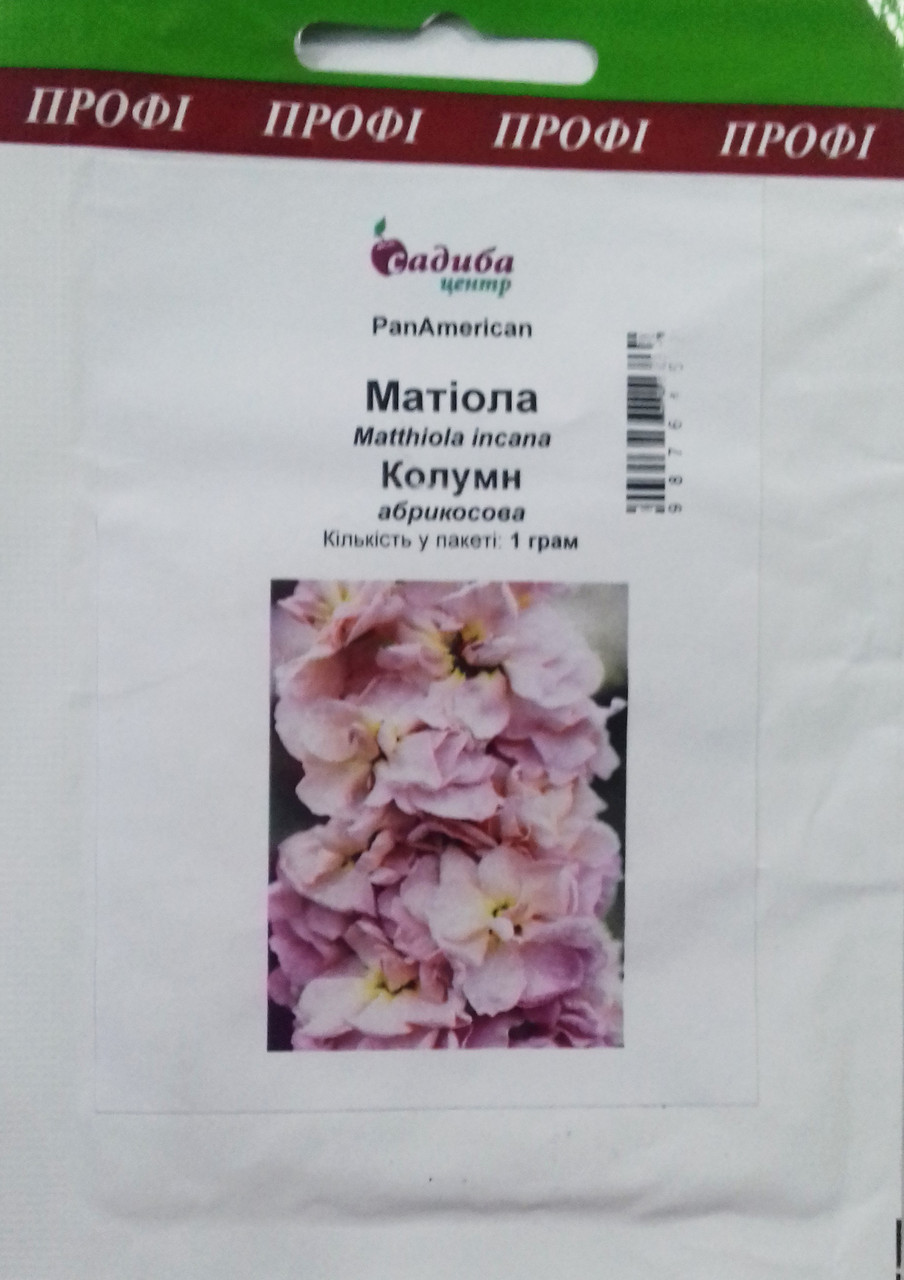 ПРОФІ ПРОФІ ПРОФІ ПРОФІ
Садиба
центр
PanAmerican
Матіола
Matthiola incana
Колумн
абрикосова
Кількість у пакеті: 1 грам